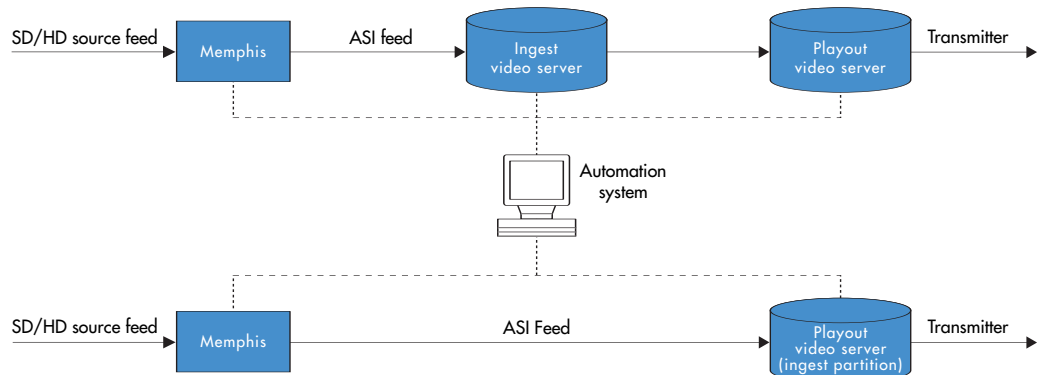 SD/HD source feed
Memphis
ASI feed
Ingest
video server
Playout
video server
Transmitter
Automation
system
SD/HD source feed
Memphis
ASI Feed
Playout
video server
(ingest partition)
Transmitter